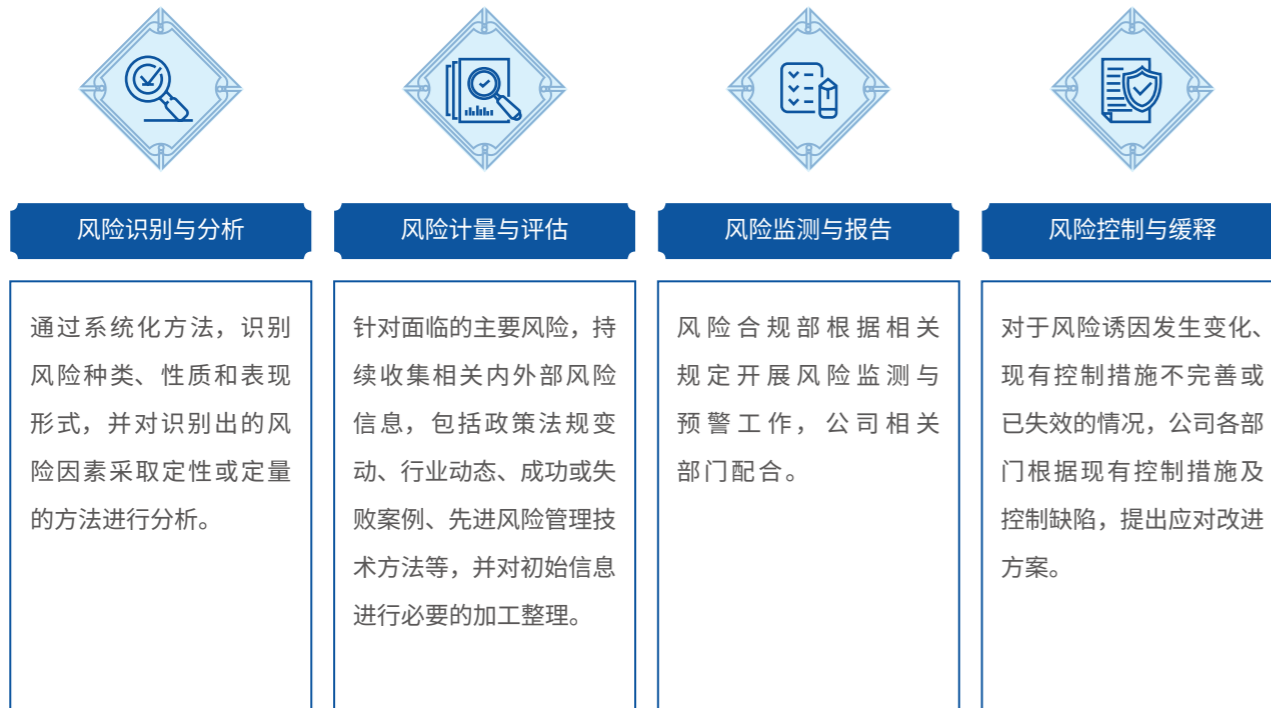 风险识别与分析
通过系统化方法，识别
风险种类、性质和表现
形式，并对识别出的风
险因素采取定性或定量
的方法进行分析。
风险计量与评估
针对面临的主要风险，持
续收集相关内外部风险
信息，包括政策法规变
动、行业动态、成功或失
败案例、先进风险管理技
术方法等，并对初始信息
进行必要的加工整理。
风险监测与报告
风险合规部根据相关
规定开展风险监测与
预警工作，公司相关
部门配合。
风险控制与缓释
对于风险诱因发生变化、
现有控制措施不完善或
已失效的情况，公司各部
门根据现有控制措施及
控制缺陷，提出应对改进
方案。